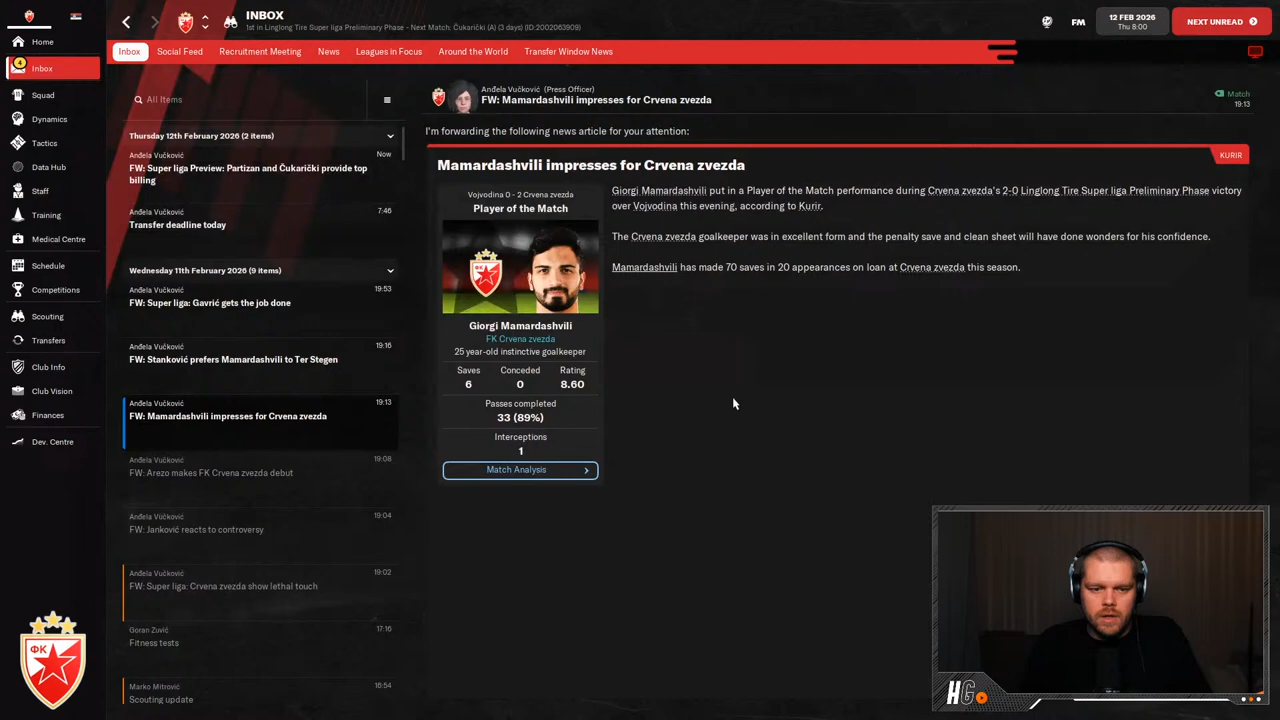 INBOX
1st in Linglong Tire Super liga Preliminary Phase - Next Match: Čukarički (A) (3 days) (ID:2002063909)
FM
12 FEB 2026
Thu 8:00
NEXT UNREAD
Home
4
Inbox
Squad
Dynamics
Tactics
Data Hub
Staff
Training
Medical Centre
Schedule
Competitions
Scouting
Transfers
Club Info
Club Vision
Finances
Dev. Centre
Inbox
Social Feed
Recruitment Meeting
News
Leagues in Focus
Around the World
Transfer Window News
All Items
Thursday 12th February 2026 (2 items)
Anđela Vučković
Now
FW: Super liga Preview: Partizan and Čukarički provide top
billing
7:46
Transfer deadline today
Wednesday 11th February 2026 (9 items)
Anđela Vučković
19:53
FW: Super liga: Gavrić gets the job done
Anđela Vučković
19:16
FW: Stanković prefers Mamardashvili to Ter Stegen
Anđela Vučković
19:13
FW: Mamardashvili impresses for Crvena zvezda
Anđela Vučković
19:08
FW: Arezo makes FK Crvena zvezda debut
Anđela Vučković
19:04
FW: Janković reacts to controversy
Anđela Vučković
19:02
FW: Super liga: Crvena zvezda show lethal touch
Goran Zuvić
17:16
Fitness tests
Marko Mitrović
16:54
Scouting update
Anđela Vučković (Press Officer)
FW: Mamardashvili impresses for Crvena zvezda
Match
19:13
I'm forwarding the following news article for your attention:
Mamardashvili impresses for Crvena zvezda
KURIR
Vojvodina 0 - 2 Crvena zvezda
Player of the Match
Giorgi Mamardashvili
FK Crvena zvezda
25 year-old instinctive goalkeeper
Saves Conceded Rating
6 0 8.60
Passes completed
33 (89%)
Interceptions
1
Match Analysis
Giorgi Mamardashvili put in a Player of the Match performance during Crvena zvezda's 2-0 Linglong Tire Super liga Preliminary Phase victory
over Vojvodina this evening, according to Kurir.
The Crvena zvezda goalkeeper was in excellent form and the penalty save and clean sheet will have done wonders for his confidence.
Mamardashvili has made 70 saves in 20 appearances on loan at Crvena zvezda this season.
ФК
HG